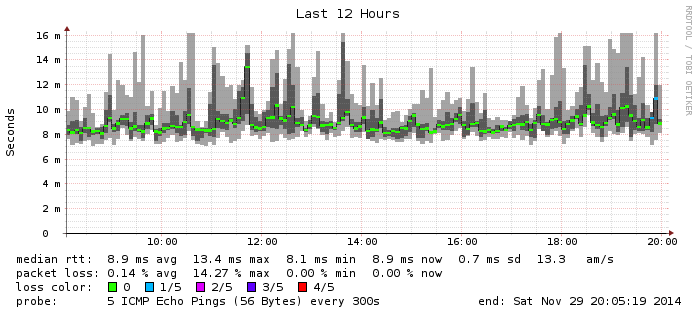 Last 12 Hours
RRDTOOL / TOBI OETIKER
Seconds
16 m
14 m
12 m
10 m
8 m
6 m
4 m
2 m
0
10:00 12:00 14:00 16:00 18:00 20:00
median rtt: 8.9 ms avg 13.4 ms max 8.1 ms min 8.9 ms now 0.7 ms sd 13.3 am/s
packet loss: 0.14 % avg 14.27 % max 0.00 % min 0.00 % now
loss color: 0 1/5 2/5 3/5 4/5
probe: 5 ICMP Echo Pings (56 Bytes) every 300s end: Sat Nov 29 20:05:19 2014